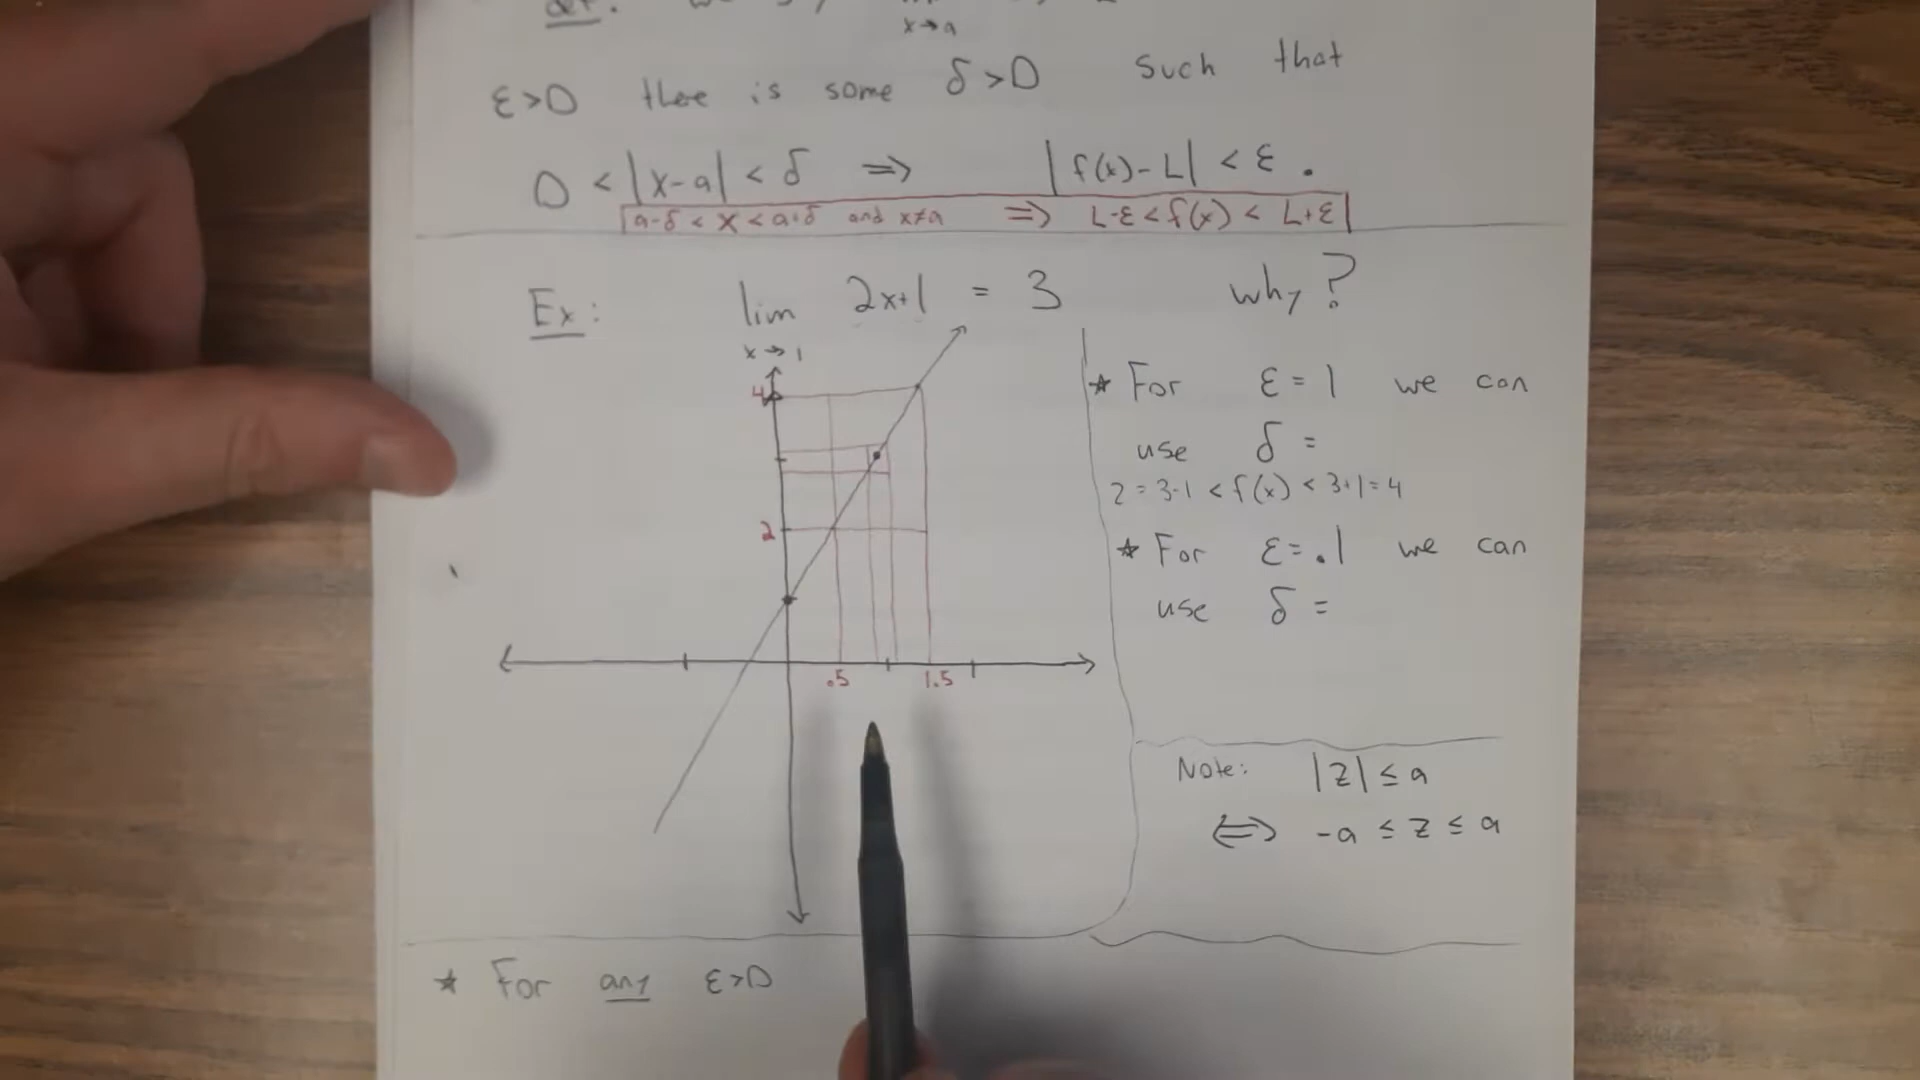 x→a
ε>0 there is some δ>0 such that
0 < |x-a| < δ ⟹ |f(x)-L| < ε .
a-δ < x < a+δ and x≠a ⟹ L-ε < f(x) < L+ε
Ex: lim 2x+1 = 3 why?
x→1
4
2
.5 1.5
* For ε = 1 we can
use δ =
2 = 3-1 < f(x) < 3+1 = 4
* For ε = .1 we can
use δ =
Note: |z| ≤ a
⟺ -a ≤ z ≤ a
* For any ε>0